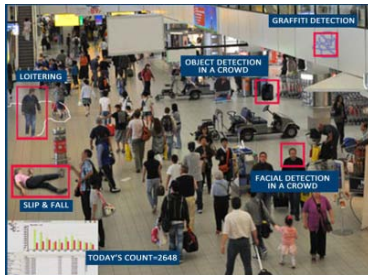 GRAFFITI DETECTION
OBJECT DETECTION
IN A CROWD
LOITERING
FACIAL DETECTION
IN A CROWD
SLIP & FALL
TODAY'S COUNT=2648